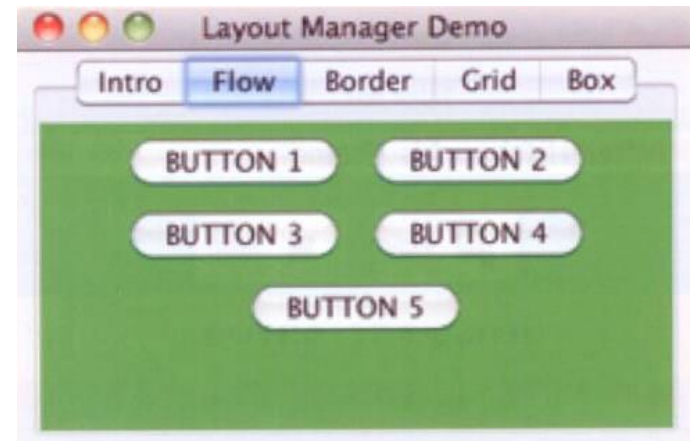 Layout Manager Demo
Intro Flow Border Grid Box
BUTTON 1 BUTTON 2
BUTTON 3 BUTTON 4
BUTTON 5